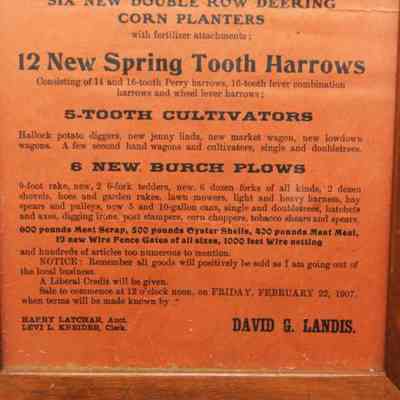 SIX NEW DOUBLE ROW DEERING
CORN PLANTERS
with fertilizer attachments;
12 New Spring Tooth Harrows
Consisting of 14 and 16-tooth Perry harrows, 16-tooth lever combination
harrows and wheel lever harrows;
5-TOOTH CULTIVATORS
Hallock potato diggers, new jenny linds, new market wagon, new lowdown
wagons. A few second hand wagons and cultivators, single and doubletrees.
6 NEW BURCH PLOWS
9-foot rake, new, 2 6-fork tedders, new, 6 dozen forks of all kinds, 2 dozen
shovels, hoes and garden rakes, lawn mowers, light and heavy harness, hay
spears and pulleys, new 5 and 10-gallon cans, single and doubletrees, hatchets
and axes, digging irons, post stampers, corn choppers, tobacco shears and spears.
600 pounds Meat Scrap, 500 pounds Oyster Shells, 400 pounds Meat Meal,
19 new Wire Fence Gates of all sizes, 1000 feet Wire netting
and hundreds of articles too numerous to mention.
NOTICE: Remember all goods will positively be sold as I am going out of
the local business.
A Liberal Credit will be given.
Sale to commence at 12 o'clock noon, on FRIDAY, FEBRUARY 22, 1907,
when terms will be made known by
HARRY LATCHAR, Auct.
LEVI L. KREIDER, Clerk.
DAVID G. LANDIS.